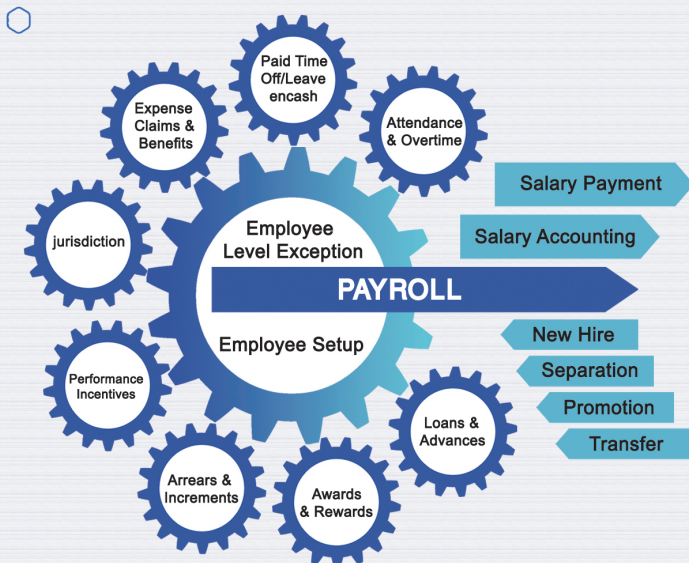 Paid Time
Off/Leave
encash
Expense
Claims &
Benefits
Attendance
& Overtime
jurisdiction
Employee
Level Exception
PAYROLL
Employee Setup
Salary Payment
Salary Accounting
New Hire
Separation
Promotion
Transfer
Performance
Incentives
Loans &
Advances
Arrears &
Increments
Awards
& Rewards